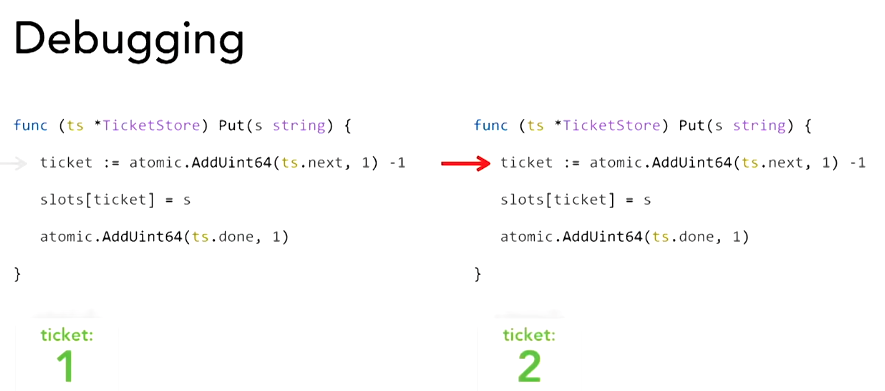 Debugging
func (ts *TicketStore) Put(s string) {
ticket := atomic.AddUint64(ts.next, 1) -1
slots[ticket] = s
atomic.AddUint64(ts.done, 1)
}
ticket:
1
func (ts *TicketStore) Put(s string) {
ticket := atomic.AddUint64(ts.next, 1) -1
slots[ticket] = s
atomic.AddUint64(ts.done, 1)
}
ticket:
2